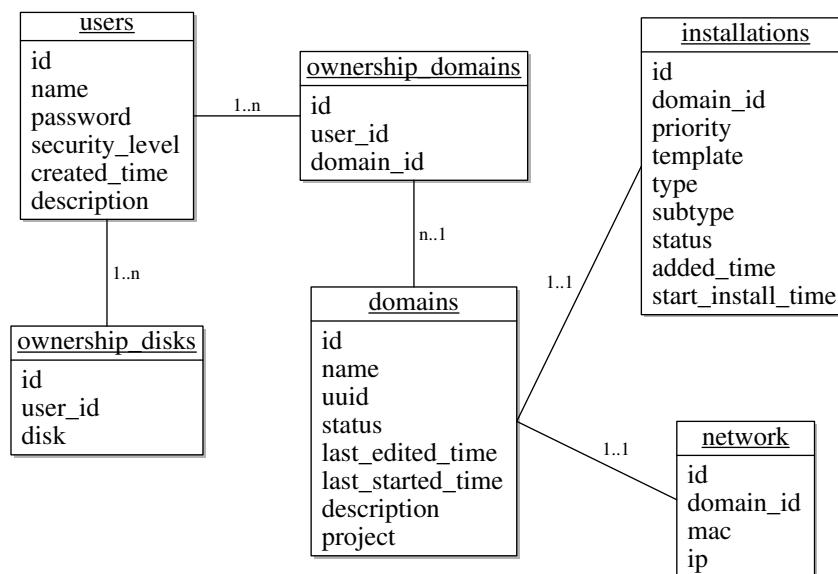 users
id
name
password
security_level
created_time
description
1..n
ownership_domains
id
user_id
domain_id
installations
id
domain_id
priority
template
type
subtype
status
added_time
start_install_time
1..n
n..1
1..1
ownership_disks
id
user_id
disk
domains
id
name
uuid
status
last_edited_time
last_started_time
description
project
1..1
network
id
domain_id
mac
ip